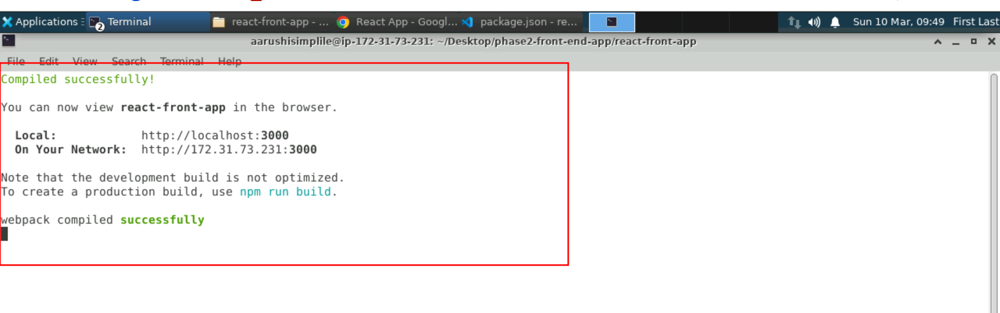 Applications
2 Terminal
react-front-app - ...
React App - Googl...
package.json - re...
Sun 10 Mar, 09:49 First Last
aarushisimplile@ip-172-31-73-231: ~/Desktop/phase2-front-end-app/react-front-app
File Edit View Search Terminal Help
Compiled successfully!
You can now view react-front-app in the browser.
Local: http://localhost:3000
On Your Network: http://172.31.73.231:3000
Note that the development build is not optimized.
To create a production build, use npm run build.
webpack compiled successfully